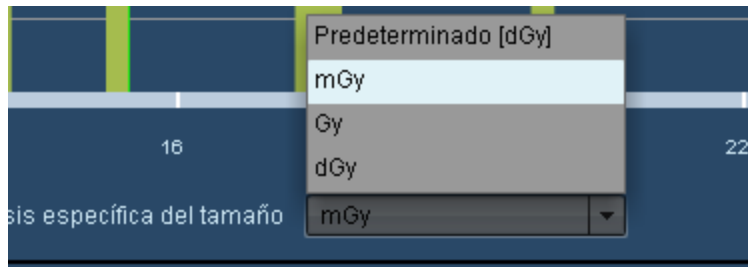 Predeterminado [dGy]
mGy
Gy
dGy
16
22
sis específica del tamaño
mGy